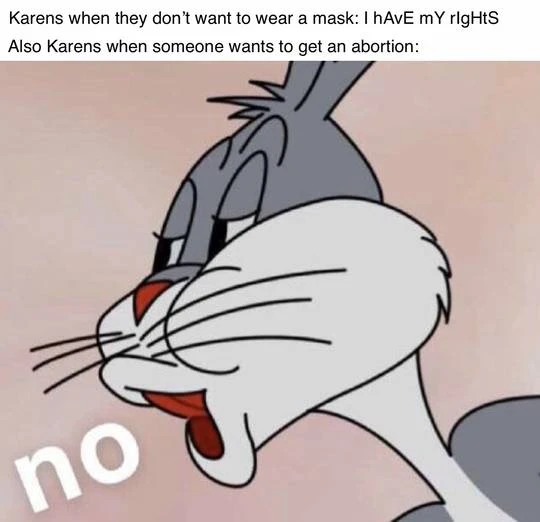 Karens when they don’t want to wear a mask: I hAvE mY rIgHtS
Also Karens when someone wants to get an abortion:
no